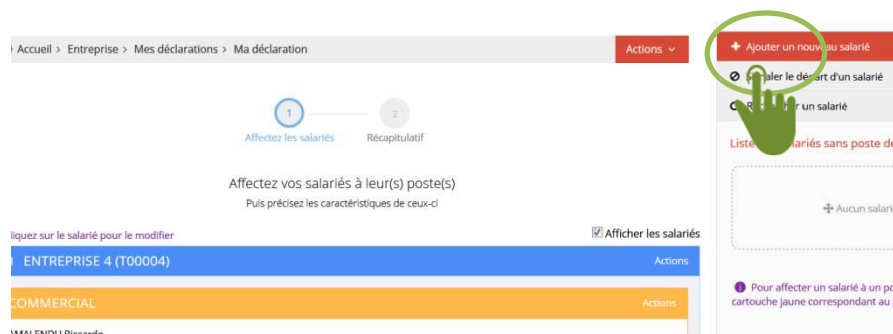 Accueil > Entreprise > Mes déclarations > Ma déclaration
Actions
1
2
Affectez les salariés
Récapitulatif
Affectez vos salariés à leur(s) poste(s)
Puis précisez les caractéristiques de ceux-ci
liquez sur le salarié pour le modifier
Afficher les salariés
ENTREPRISE 4 (T00004)
Actions
COMMERCIAL
Actions
Riccardo
Ajouter un nouveau salarié
le départ d'un salarié
un salarié
sans poste de
Aucun salari
Pour affecter un salarié à un po
cartouche jaune correspondant au